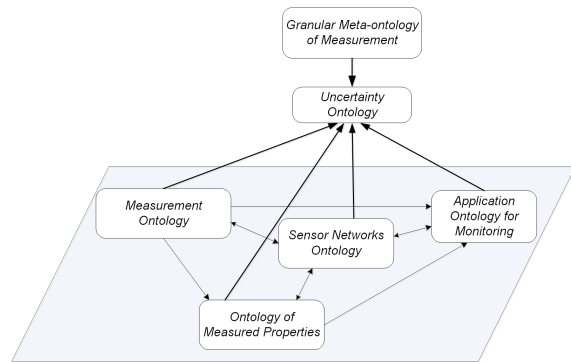 Granular Meta-ontology
of Measurement
Uncertainty
Ontology
Measurement
Ontology
Sensor Networks
Ontology
Application
Ontology for
Monitoring
Ontology of
Measured Properties